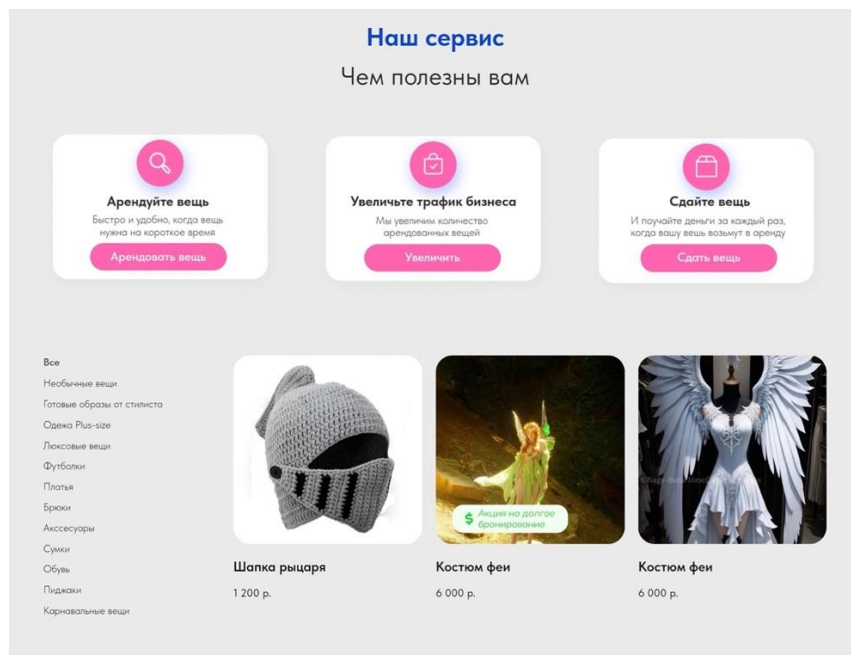 Наш сервис
Чем полезны вам
Арендуйте вещь
Быстро и удобно, когда вещь
нужна на короткое время
Арендовать вещь
Увеличьте трафик бизнеса
Мы увеличим количество
арендованных вещей
Увеличить
Сдайте вещь
И поучайте деньги за каждый раз,
когда вашу вешь возьмут в аренду
Сдать вещь
Все
Необычные вещи
Готовые образы от стилиста
Одежа Plus-size
Люксовые вещи
Футболки
Платья
Брюки
Акссесуары
Сумки
Обувь
Пиджаки
Карнавальные вещи
Шапка рыцаря
1 200 р.
$ Акция на долгое
бронирование
Костюм феи
6 000 р.
Костюм феи
6 000 р.